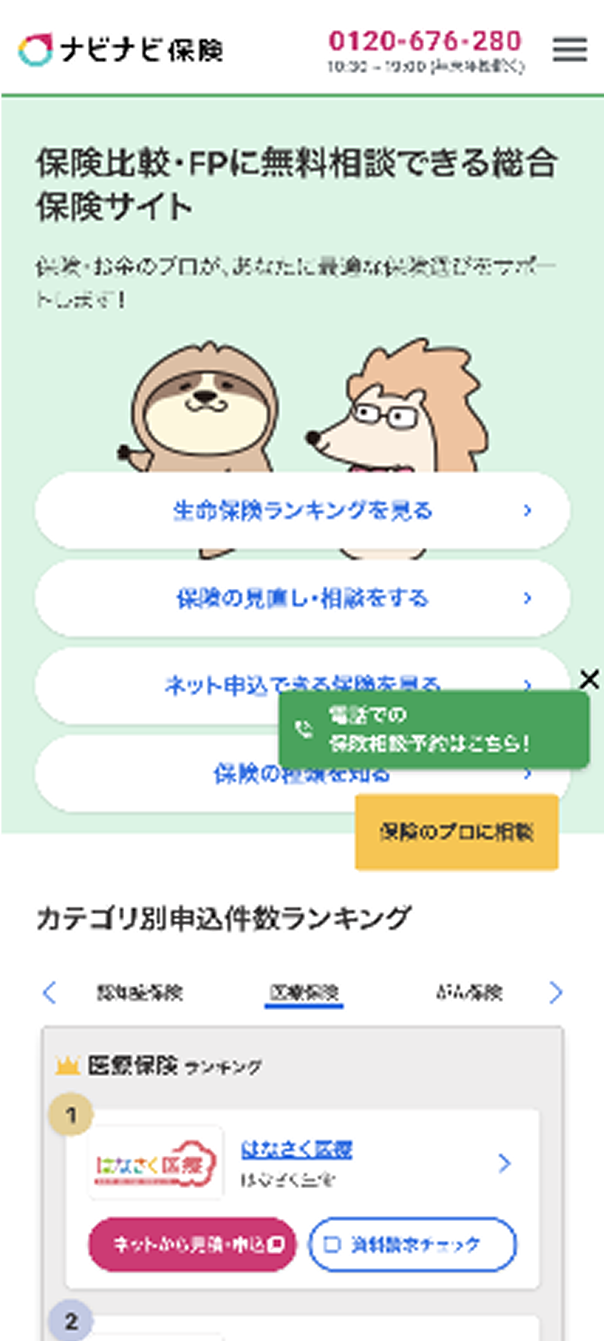 ナビナビ保険
0120-676-280
10:30～19:00 (年末年始除く)
保険比較・FPに無料相談できる総合
保険サイト
保険・お金のプロが、あなたに最適な保険選びをサポー
トします！
生命保険ランキングを見る
保険の見直し・相談をする
ネット申込できる保険を見る
電話での
保険相談予約はこちら！
保険の種類を知る
保険のプロに相談
カテゴリ別申込件数ランキング
認知症保険 医療保険 がん保険
医療保険 ランキング
1
はなさく医療
はなさく医療
はなさく生命
ネットから見積・申込
資料請求チェック
2